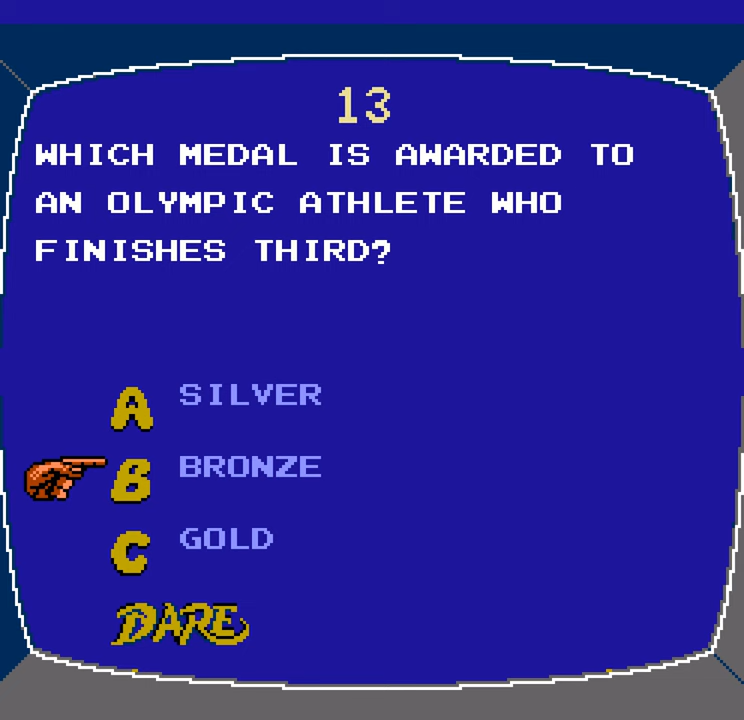 13
WHICH MEDAL IS AWARDED TO
AN OLYMPIC ATHLETE WHO
FINISHES THIRD?
A SILVER
B BRONZE
C GOLD
DARE